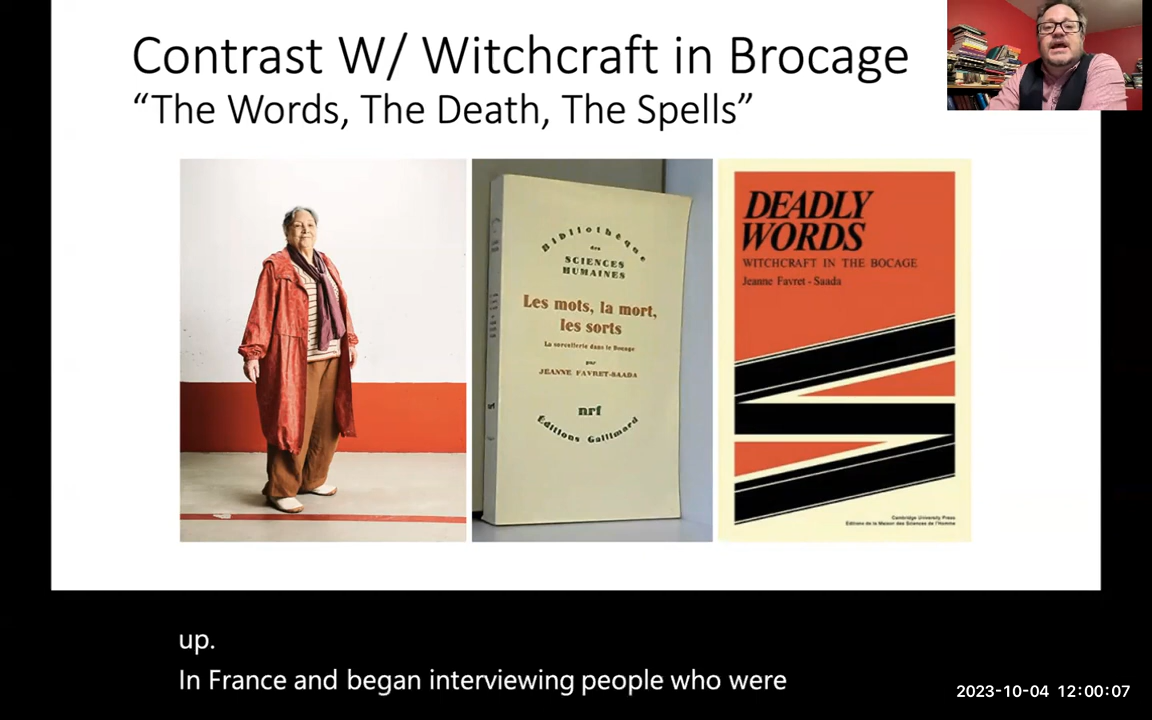 Contrast W/ Witchcraft in Brocage
“The Words, The Death, The Spells”
Bibliothèque
des
SCIENCES
HUMAINES
Les mots, la mort,
les sorts
La sorcellerie dans le Bocage
par
JEANNE FAVRET-SAADA
nrf
Éditions Gallimard
DEADLY
WORDS
WITCHCRAFT IN THE BOCAGE
Jeanne Favret - Saada
Cambridge University Press
Editions de la Maison des Sciences de l'Homme
up.
In France and began interviewing people who were
2023-10-04 12:00:07